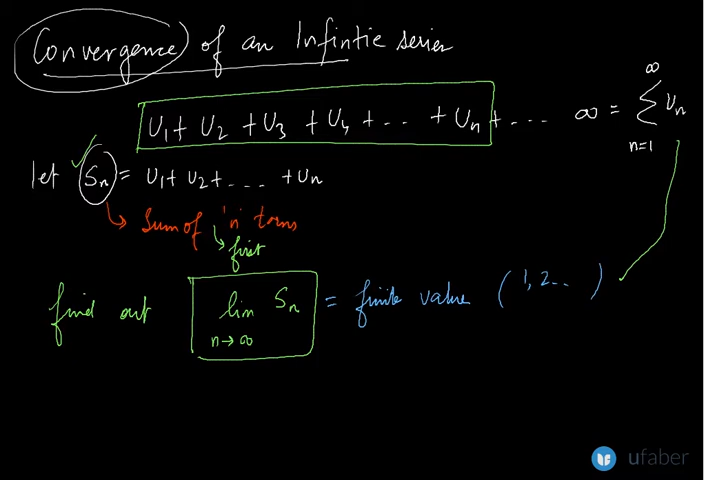 Convergence of an Infintie series
U1 + U2 + U3 + U4 + ... + Un + ... ∞ = ∞ Σ n=1 Un
let Sn = U1 + U2 + .... + Un
↳ Sum of 'n' terms
↳ first
find out lim n→∞ Sn = finite value (1, 2...)
ufaber